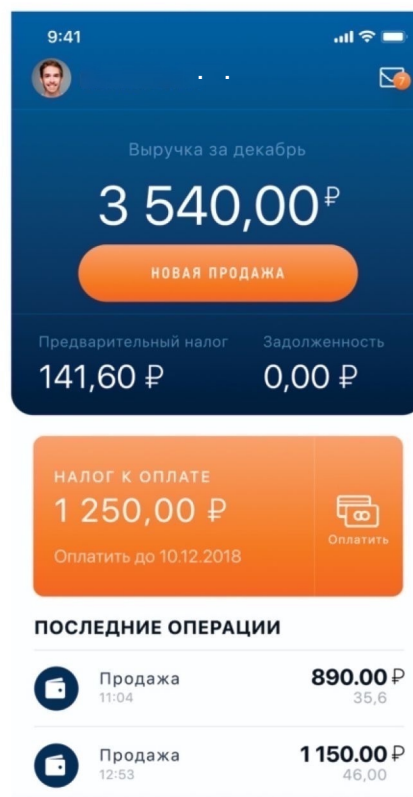 9:41
7
Выручка за декабрь
3 540,00 ₽
НОВАЯ ПРОДАЖА
Предварительный налог Задолженность
141,60 ₽ 0,00 ₽
НАЛОГ К ОПЛАТЕ
1 250,00 ₽
Оплатить
Оплатить до 10.12.2018
ПОСЛЕДНИЕ ОПЕРАЦИИ
Продажа 890.00 ₽
11:04 35,6
Продажа 1 150.00 ₽
12:53 46,00